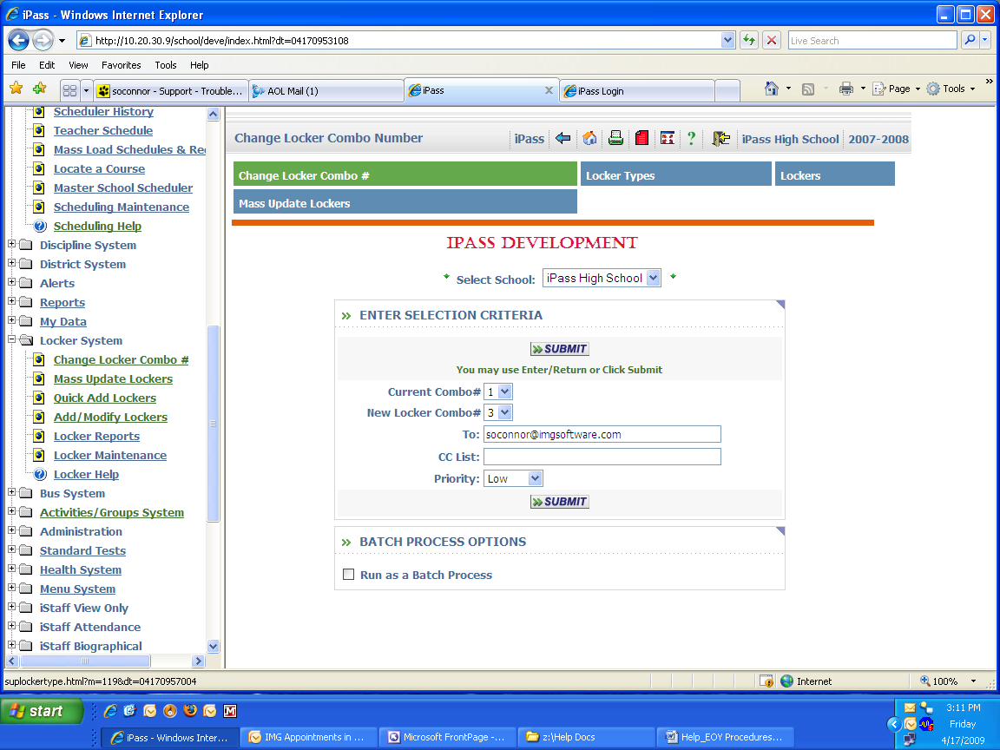 iPass - Windows Internet Explorer
http://10.20.30.9/school/deve/index.html?dt=04170953108
Live Search
File Edit View Favorites Tools Help
soconnor - Support - Trouble...
AOL Mail (1)
iPass
iPass Login
Page
Tools
Scheduler History
Teacher Schedule
Mass Load Schedules & Re
Locate a Course
Master School Scheduler
Scheduling Maintenance
Scheduling Help
Discipline System
District System
Alerts
Reports
My Data
Locker System
Change Locker Combo #
Mass Update Lockers
Quick Add Lockers
Add/Modify Lockers
Locker Reports
Locker Maintenance
Locker Help
Bus System
Activities/Groups System
Administration
Standard Tests
Health System
Menu System
iStaff View Only
iStaff Attendance
iStaff Biographical
Change Locker Combo Number
iPass
iPass High School
2007-2008
Change Locker Combo #
Locker Types
Lockers
Mass Update Lockers
IPASS DEVELOPMENT
* Select School: iPass High School *
» ENTER SELECTION CRITERIA
» SUBMIT
You may use Enter/Return or Click Submit
Current Combo# 1
New Locker Combo# 3
To: soconnor@imgsoftware.com
CC List:
Priority: Low
» SUBMIT
» BATCH PROCESS OPTIONS
Run as a Batch Process
suplockertype.html?m=119&dt=04170957004
Internet
100%
start
3:11 PM
Friday
4/17/2009
iPass - Windows Inter...
IMG Appointments in ...
Microsoft FrontPage -...
z:\Help Docs
Help_EOY Procedures...